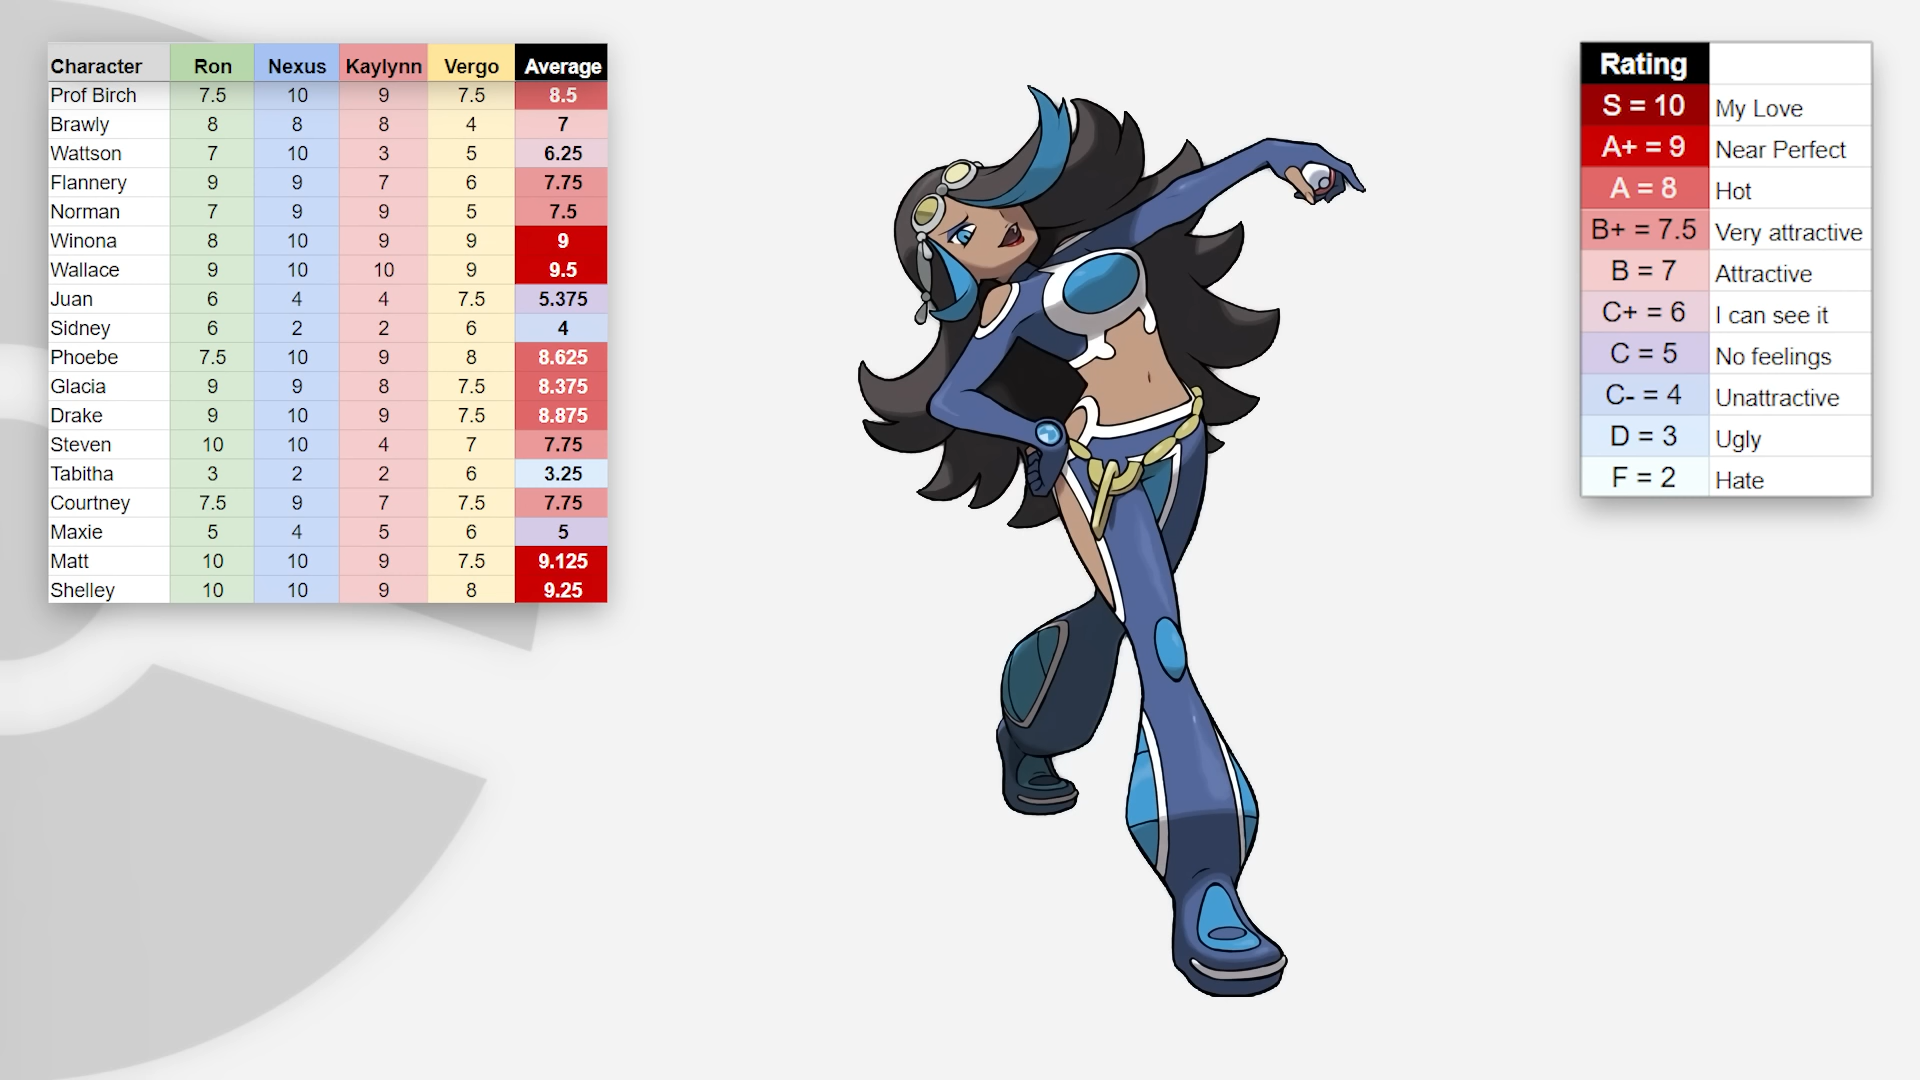 Character Ron Nexus Kaylynn Vergo Average
Prof Birch 7.5 10 9 7.5 8.5
Brawly 8 8 8 4 7
Wattson 7 10 3 5 6.25
Flannery 9 9 7 6 7.75
Norman 7 9 9 5 7.5
Winona 8 10 9 9 9
Wallace 9 10 10 9 9.5
Juan 6 4 4 7.5 5.375
Sidney 6 2 2 6 4
Phoebe 7.5 10 9 8 8.625
Glacia 9 9 8 7.5 8.375
Drake 9 10 9 7.5 8.875
Steven 10 10 4 7 7.75
Tabitha 3 2 2 6 3.25
Courtney 7.5 9 7 7.5 7.75
Maxie 5 4 5 6 5
Matt 10 10 9 7.5 9.125
Shelley 10 10 9 8 9.25
Rating
S = 10 My Love
A+ = 9 Near Perfect
A = 8 Hot
B+ = 7.5 Very attractive
B = 7 Attractive
C+ = 6 I can see it
C = 5 No feelings
C- = 4 Unattractive
D = 3 Ugly
F = 2 Hate